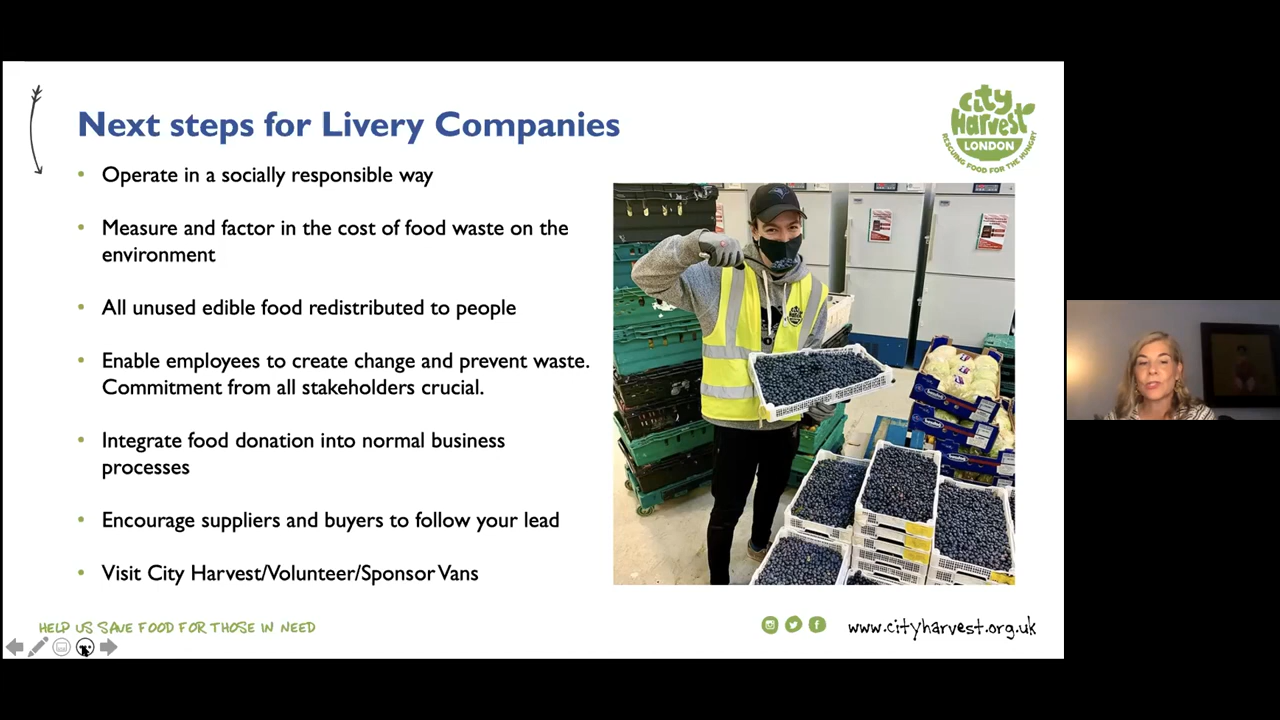 Next steps for Livery Companies
City
Harvest
LONDON
RESCUING FOOD FOR THE HUNGRY
Operate in a socially responsible way
Measure and factor in the cost of food waste on the
environment
All unused edible food redistributed to people
Enable employees to create change and prevent waste.
Commitment from all stakeholders crucial.
Integrate food donation into normal business
processes
Encourage suppliers and buyers to follow your lead
Visit City Harvest/Volunteer/Sponsor Vans
HELP US SAVE FOOD FOR THOSE IN NEED
www.cityharvest.org.uk